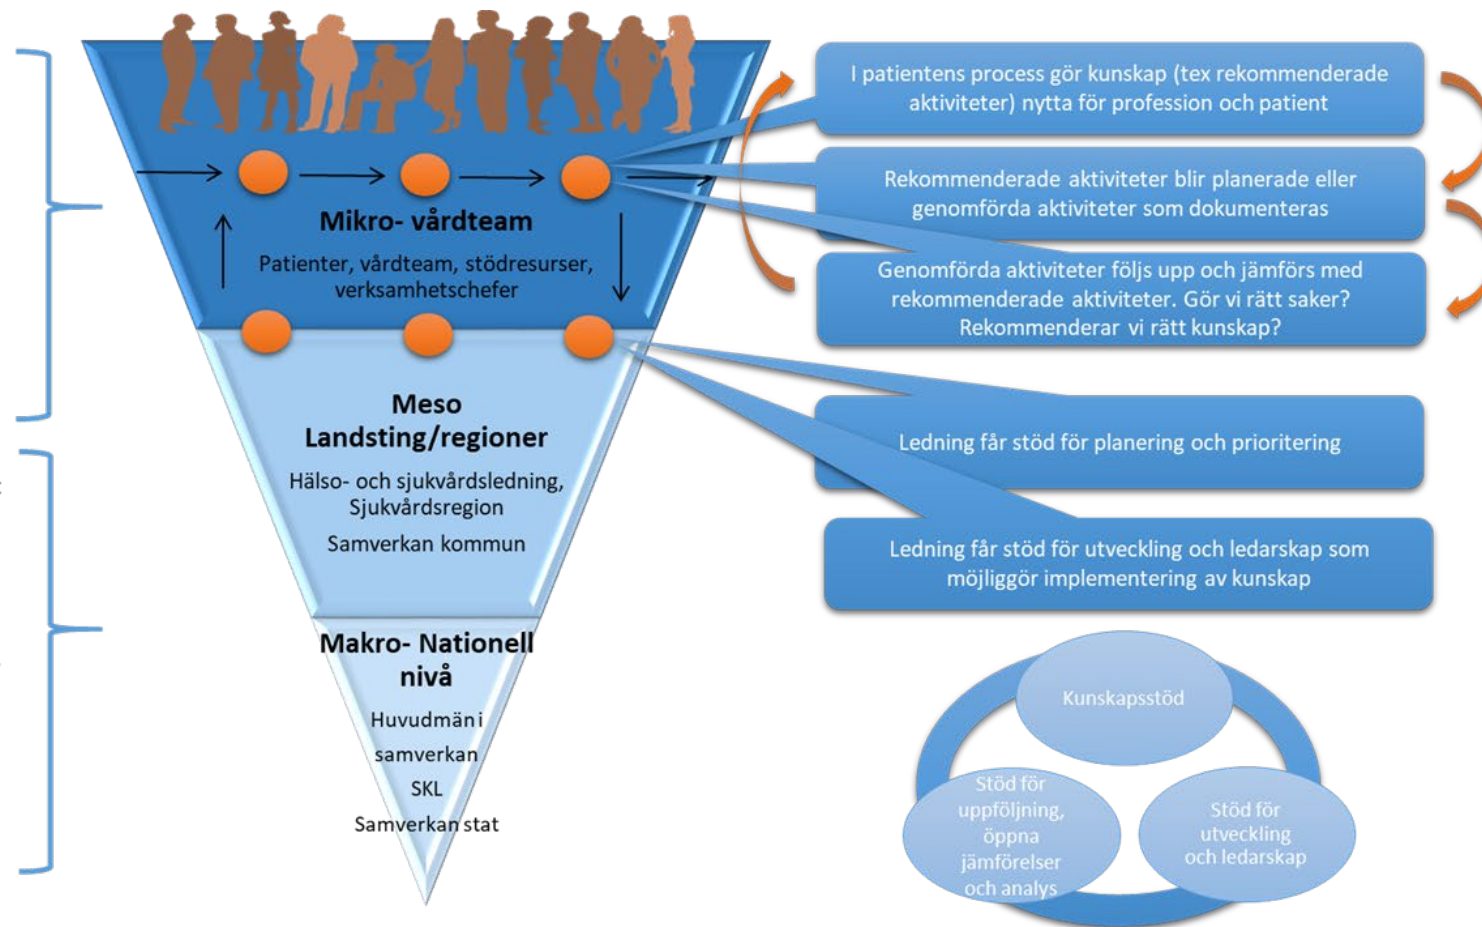 Mikro- vårdteam
Patienter, vårdteam, stödresurser,
verksamhetschefer
Meso
Landsting/regioner
Hälso- och sjukvårdsledning,
Sjukvårdsregion
Samverkan kommun
Makro- Nationell
nivå
Huvudmän i
samverkan
SKL
Samverkan stat
I patientens process gör kunskap (tex rekommenderade
aktiviteter) nytta för profession och patient
Rekommenderade aktiviteter blir planerade eller
genomförda aktiviteter som dokumenteras
Genomförda aktiviteter följs upp och jämförs med
rekommenderade aktiviteter. Gör vi rätt saker?
Rekommenderar vi rätt kunskap?
Ledning får stöd för planering och prioritering
Ledning får stöd för utveckling och ledarskap som
möjliggör implementering av kunskap
Kunskapsstöd
Stöd för
uppföljning,
öppna
jämförelser
och analys
Stöd för
utveckling
och ledarskap